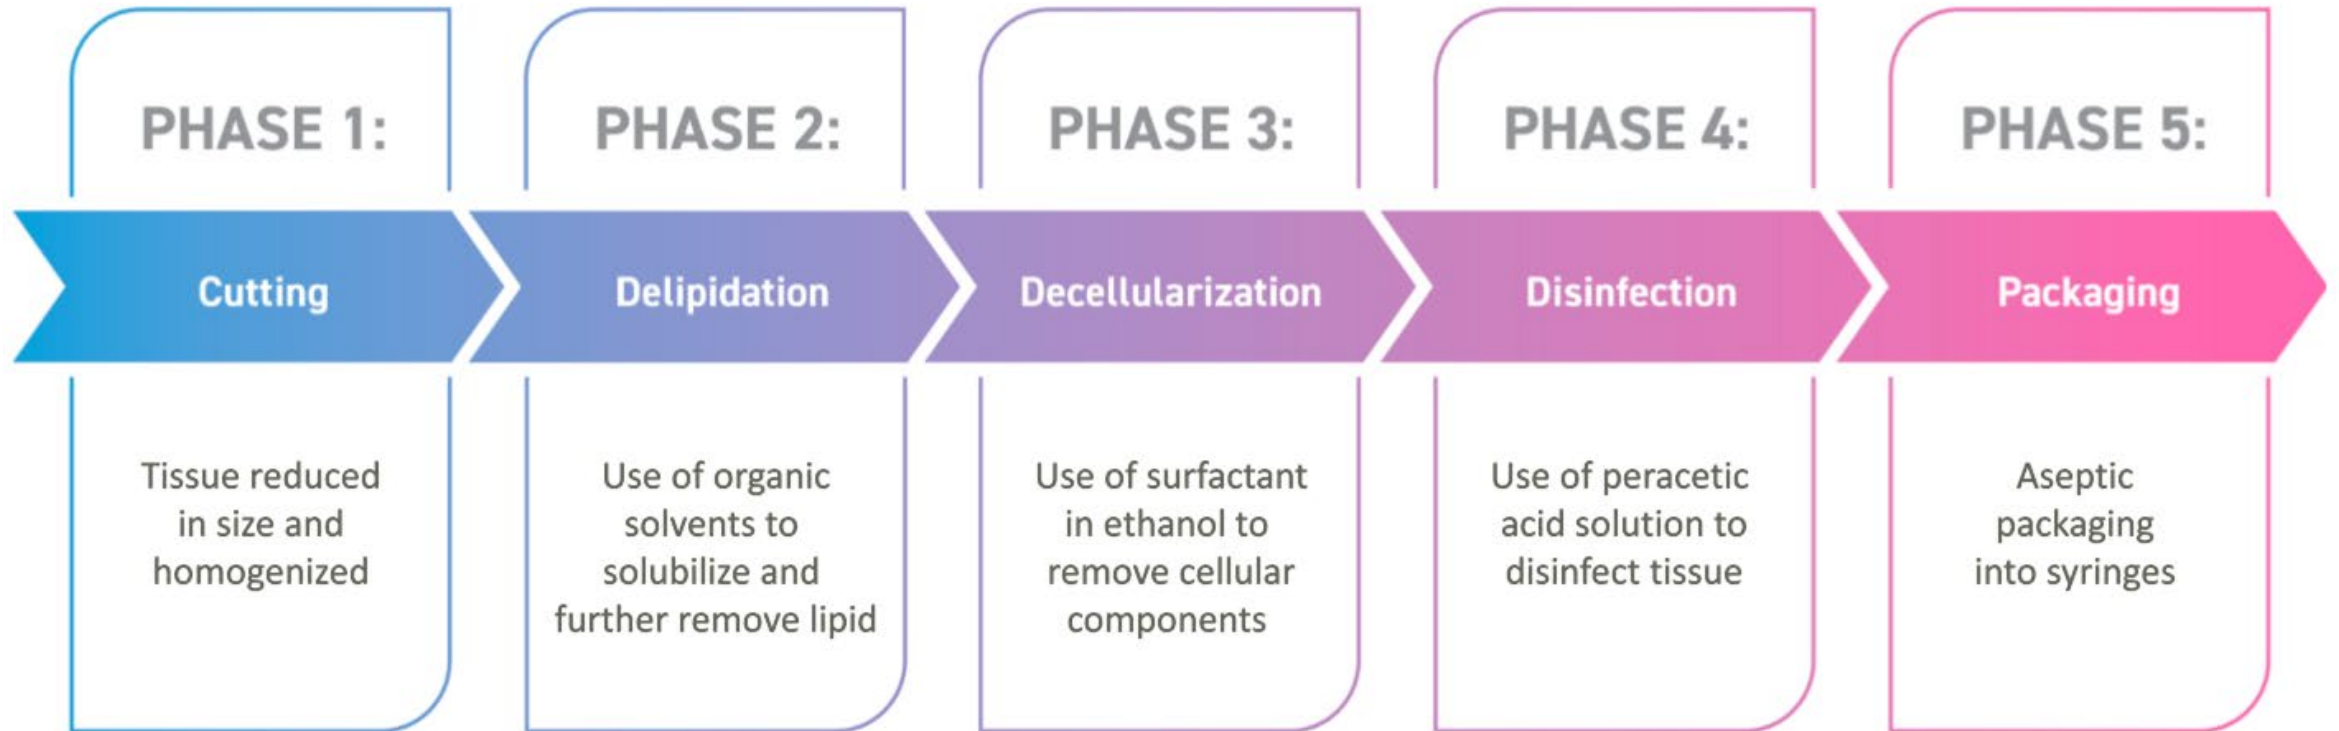 PHASE 1:
Cutting
Tissue reduced
in size and
homogenized
PHASE 2:
Delipidation
Use of organic
solvents to
solubilize and
further remove lipid
PHASE 3:
Decellularization
Use of surfactant
in ethanol to
remove cellular
components
PHASE 4:
Disinfection
Use of peracetic
acid solution to
disinfect tissue
PHASE 5:
Packaging
Aseptic
packaging
into syringes